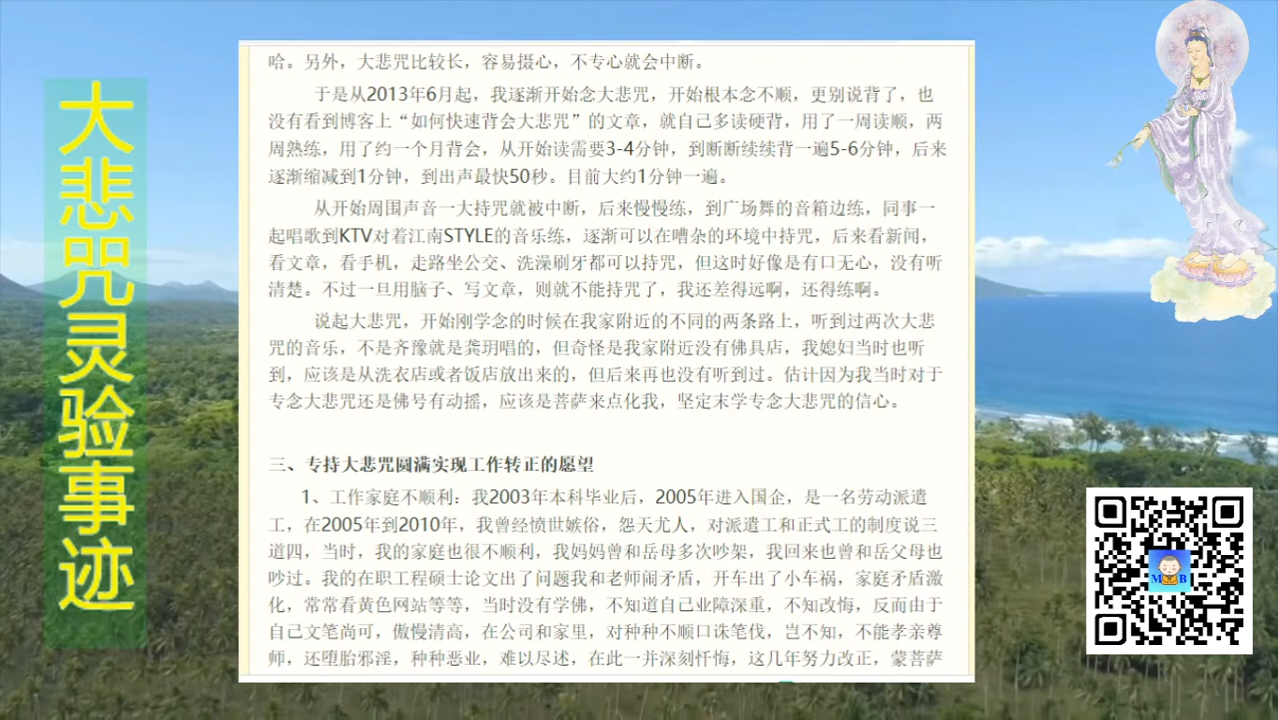 大悲咒灵验事迹
哈。另外，大悲咒比较长，容易摄心，不专心就会中断。
于是从2013年6月起，我逐渐开始念大悲咒，开始根本念不顺，更别说背了，也
没有看到博客上“如何快速背会大悲咒”的文章，就自己多读硬背，用了一周读顺，两
周熟练，用了约一个月背会，从开始读需要3-4分钟，到断断续续背一遍5-6分钟，后来
逐渐缩减到1分钟，到出声最快50秒。目前大约1分钟一遍。
从开始周围声音一大持咒就被中断，后来慢慢练，到广场舞的音箱边练，同事一
起唱歌到KTV对着江南STYLE的音乐练，逐渐可以在嘈杂的环境中持咒，后来看新闻，
看文章，看手机，走路坐公交、洗澡刷牙都可以持咒，但这时好像是有口无心，没有听
清楚。不过一旦用脑子、写文章，则就不能持咒了，我还差得远啊，还得练啊。
说起大悲咒，开始刚学念的时候在我家附近的不同的两条路上，听到过两次大悲
咒的音乐，不是齐豫就是龚玥唱的，但奇怪是我家附近没有佛具店，我媳妇当时也听
到，应该是从洗衣店或者饭店放出来的，但后来再也没有听到过。估计因为我当时对于
专念大悲咒还是佛号有动摇，应该是菩萨来点化我，坚定末学专念大悲咒的信心。
三、专持大悲咒圆满实现工作转正的愿望
1、工作家庭不顺利：我2003年本科毕业后，2005年进入国企，是一名劳动派遣
工，在2005年到2010年，我曾经愤世嫉俗，怨天尤人，对派遣工和正式工的制度说三
道四，当时，我的家庭也很不顺利，我妈妈曾和岳母多次吵架，我回来也曾和岳父母也
吵过。我的在职工程硕士论文出了问题我和老师闹矛盾，开车出了小车祸，家庭矛盾激
化，常常看黄色网站等等，当时没有学佛，不知道自己业障深重，不知改悔，反而由于
自己文笔尚可，傲慢清高，在公司和家里，对种种不顺口诛笔伐，岂不知，不能孝亲尊
师，还堕胎邪淫，种种恶业，难以尽述，在此一并深刻忏悔，这几年努力改正，蒙菩萨
M B